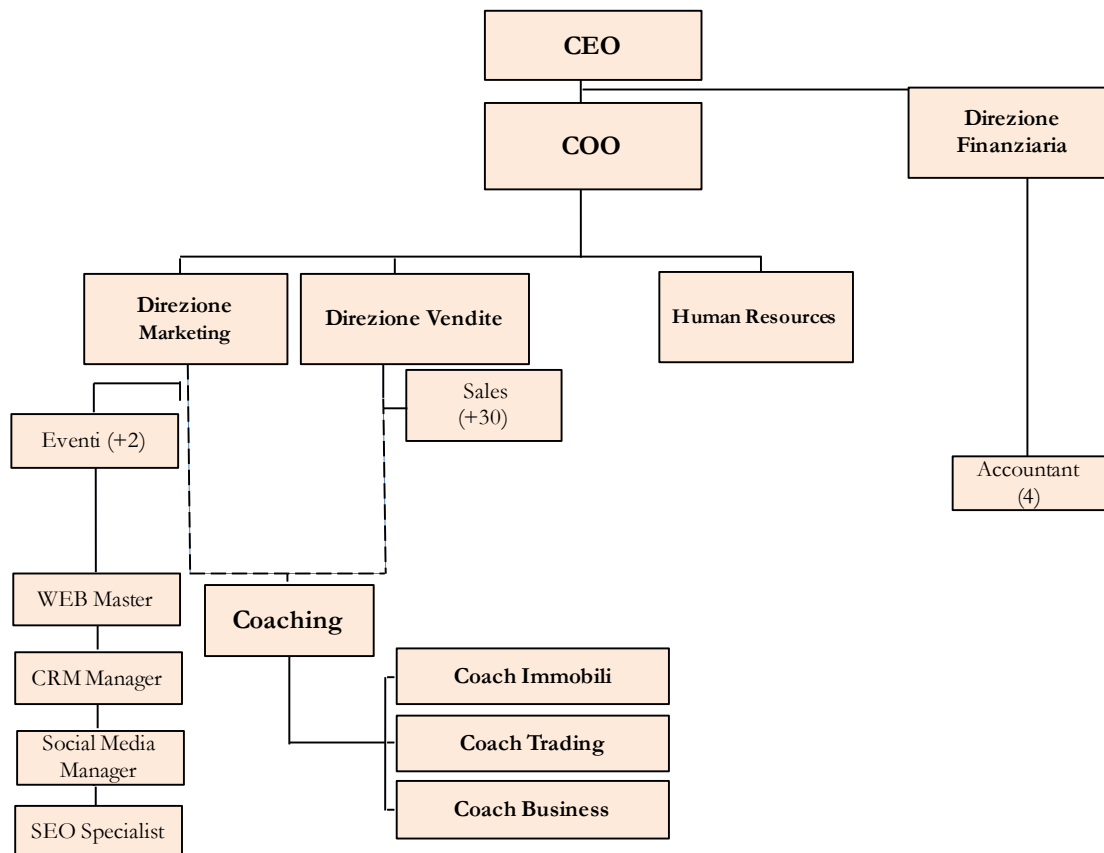 CEO
Direzione
Finanziaria
COO
Direzione
Marketing
Direzione Vendite
Human Resources
Sales
(+30)
Eventi (+2)
Accountant
(4)
WEB Master
Coaching
CRM Manager
Coach Immobili
Social Media
Manager
Coach Trading
SEO Specialist
Coach Business